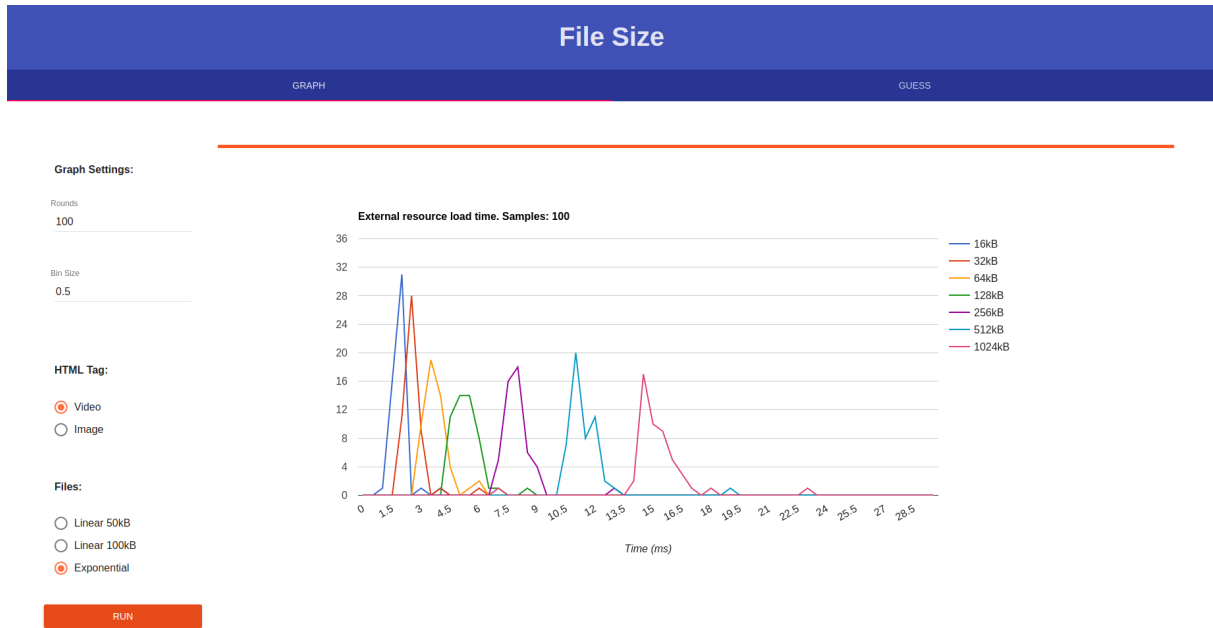 File Size
GRAPH
GUESS
Graph Settings:
Rounds
100
Bin Size
0.5
HTML Tag:
Video
Image
Files:
Linear 50kB
Linear 100kB
Exponential
RUN
External resource load time. Samples: 100
36
32
28
24
20
16
12
8
4
0
0 1.5 3 4.5 6 7.5 9 10.5 12 13.5 15 16.5 18 19.5 21 22.5 24 25.5 27 28.5
Time (ms)
16kB
32kB
64kB
128kB
256kB
512kB
1024kB